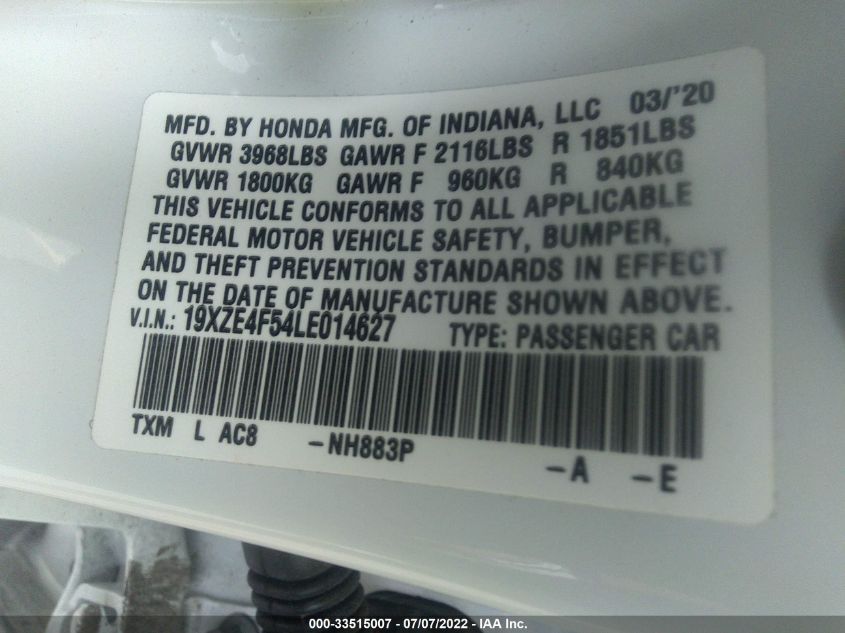 MFD. BY HONDA MFG. OF INDIANA, LLC 03/'20
GVWR 3968LBS GAWR F 2116LBS R 1851LBS
GVWR 1800KG GAWR F 960KG R 840KG
THIS VEHICLE CONFORMS TO ALL APPLICABLE
FEDERAL MOTOR VEHICLE SAFETY, BUMPER,
AND THEFT PREVENTION STANDARDS IN EFFECT
ON THE DATE OF MANUFACTURE SHOWN ABOVE.
V.I.N.: 19XZE4F54LE014627 TYPE: PASSENGER CAR
TXM L AC8 -NH883P -A -E
000-33515007 - 07/07/2022 - IAA Inc.